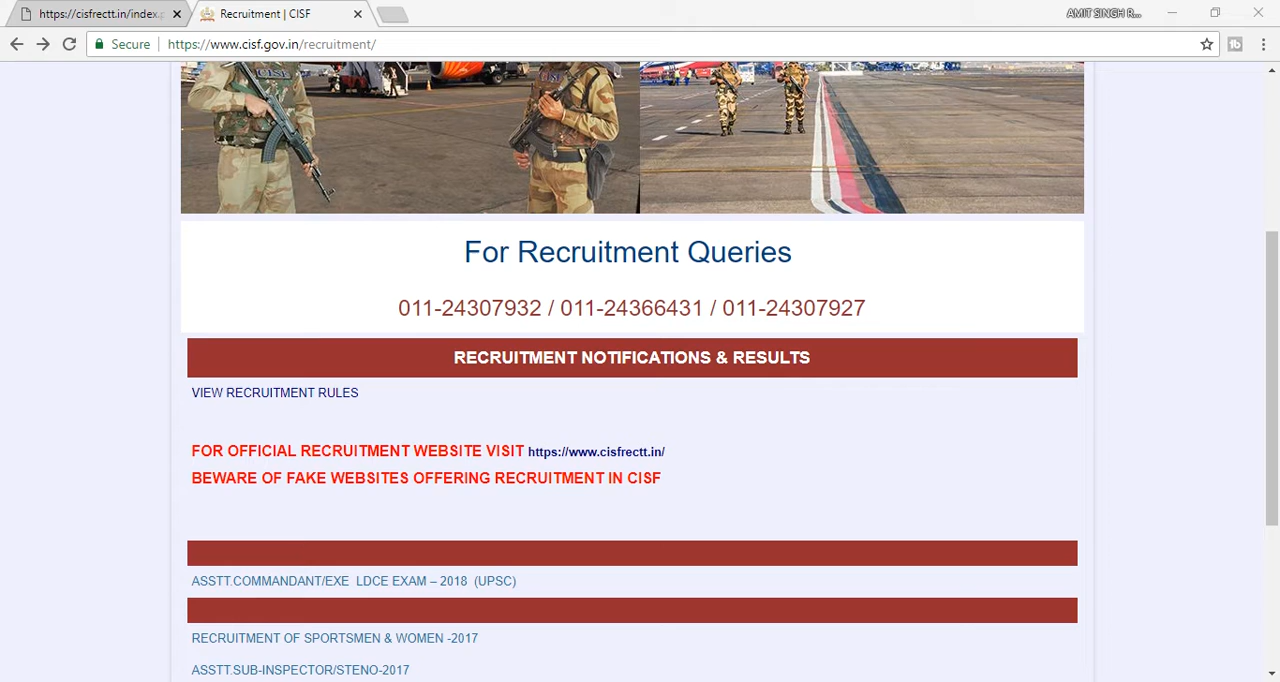 https://cisfrectt.in/index.p
Recruitment | CISF
AMIT SINGH R...
Secure
https://www.cisf.gov.in/recruitment/
For Recruitment Queries
011-24307932 / 011-24366431 / 011-24307927
RECRUITMENT NOTIFICATIONS & RESULTS
VIEW RECRUITMENT RULES
FOR OFFICIAL RECRUITMENT WEBSITE VISIT https://www.cisfrectt.in/
BEWARE OF FAKE WEBSITES OFFERING RECRUITMENT IN CISF
ASSTT.COMMANDANT/EXE LDCE EXAM – 2018 (UPSC)
RECRUITMENT OF SPORTSMEN & WOMEN -2017
ASSTT.SUB-INSPECTOR/STENO-2017